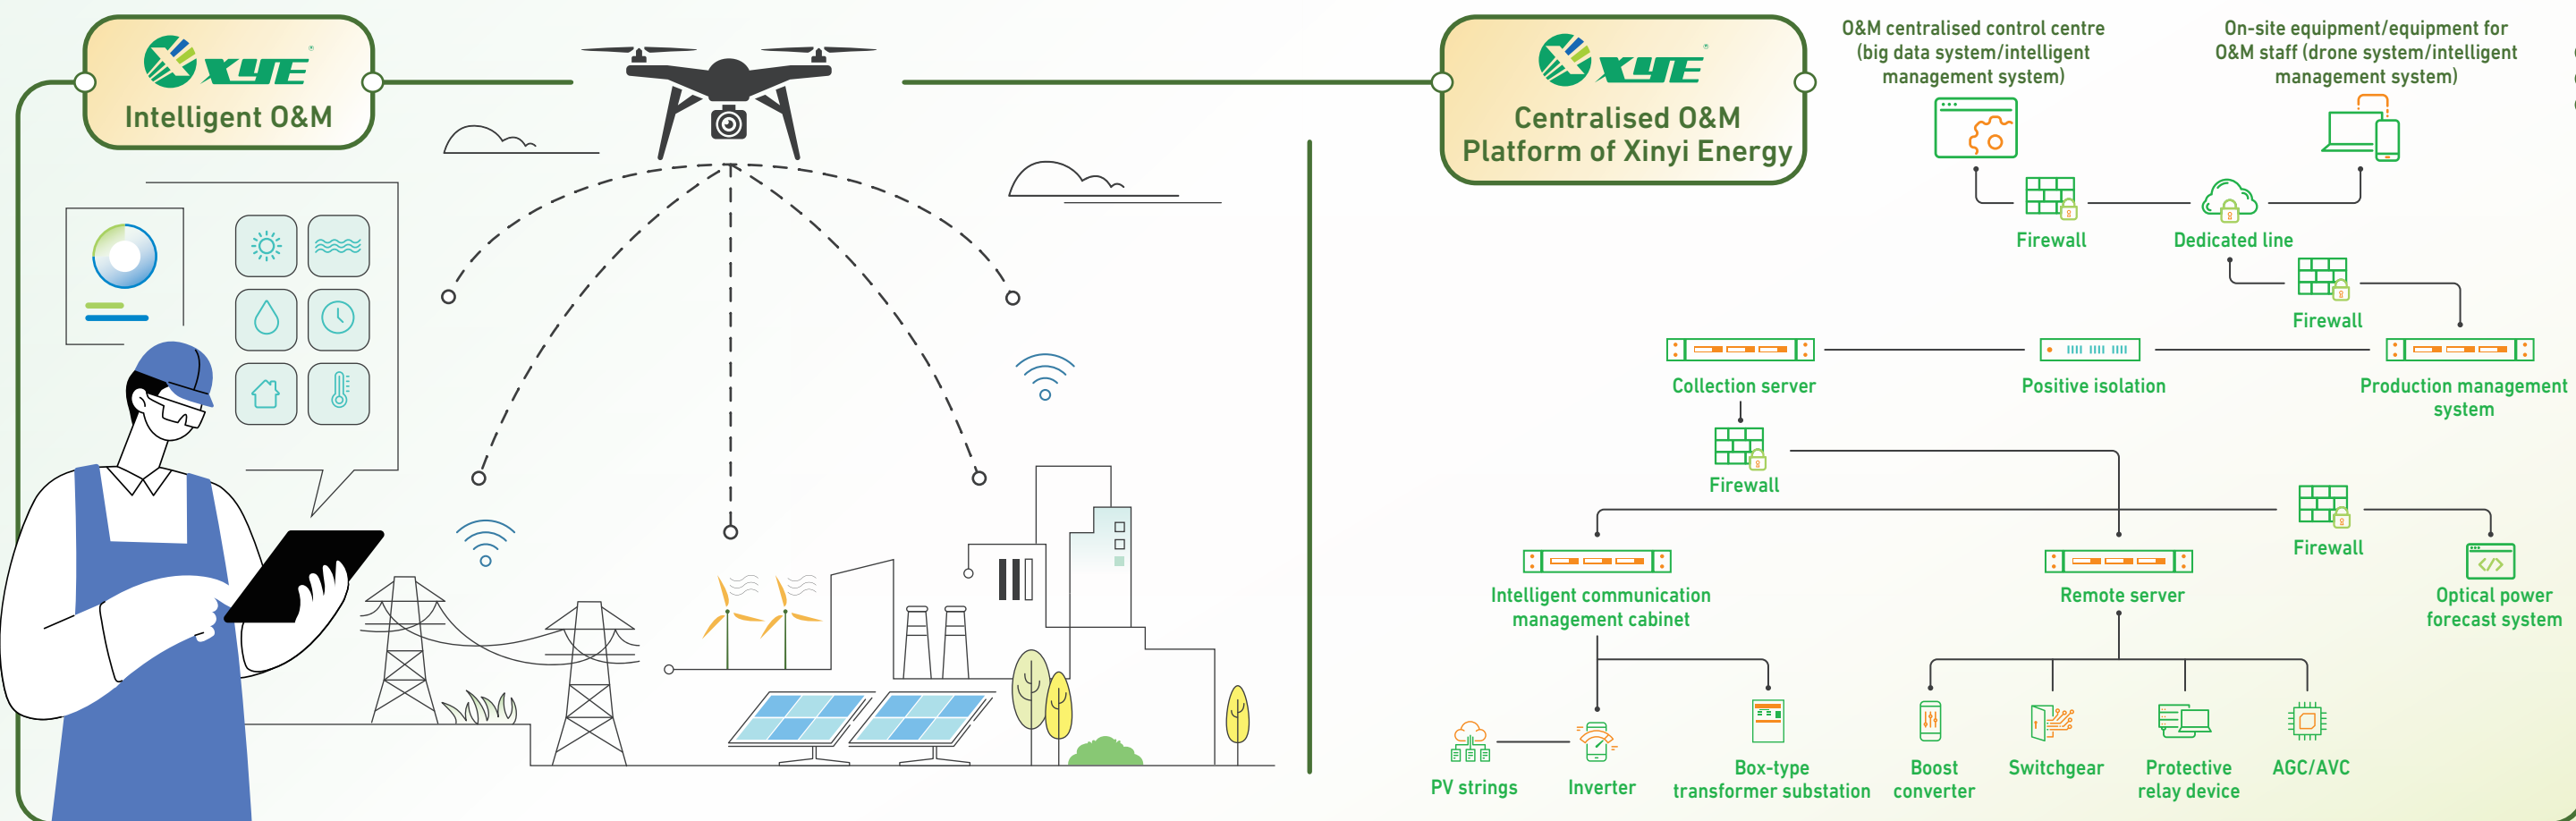 XYE
Intelligent O&M
XYE
Centralised O&M
Platform of Xinyi Energy
O&M centralised control centre
(big data system/intelligent
management system)
On-site equipment/equipment for
O&M staff (drone system/intelligent
management system)
Firewall
Dedicated line
Firewall
Collection server
Positive isolation
Production management
system
Firewall
Firewall
Intelligent communication
management cabinet
Remote server
Optical power
forecast system
PV strings
Inverter
Box-type
transformer substation
Boost
converter
Switchgear
Protective
relay device
AGC/AVC